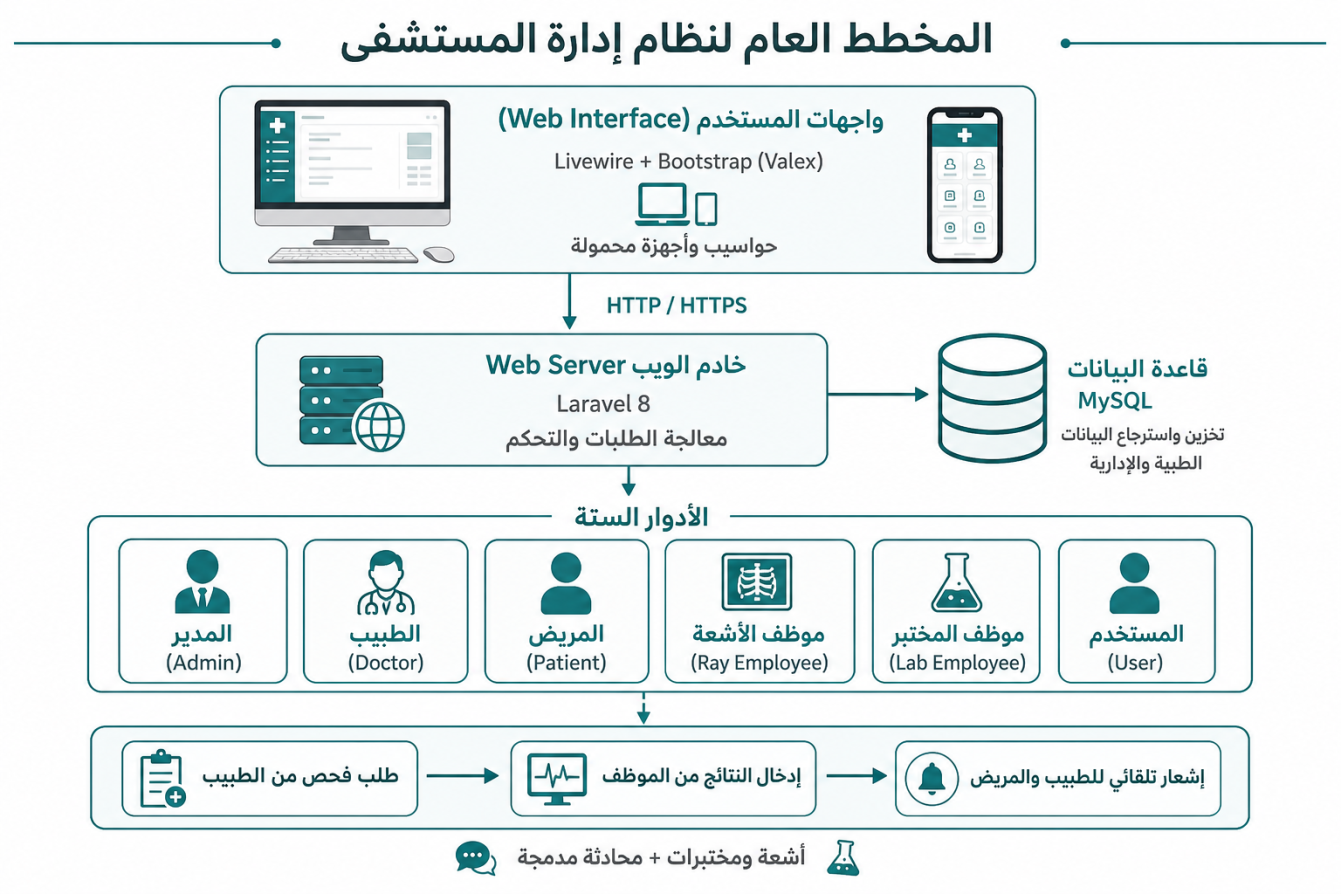 المخطط العام لنظام إدارة المستشفى
واجهات المستخدم (Web Interface)
Livewire + Bootstrap (Valex)
حواسيب وأجهزة محمولة
HTTP / HTTPS
خادم الويب Web Server
Laravel 8
معالجة الطلبات والتحكم
قاعدة البيانات
MySQL
تخزين واسترجاع البيانات
الطبية والإدارية
الأدوار الستة
المدير
(Admin)
الطبيب
(Doctor)
المريض
(Patient)
موظف الأشعة
(Ray Employee)
موظف المختبر
(Lab Employee)
المستخدم
(User)
طلب فحص من الطبيب
إدخال النتائج من الموظف
إشعار تلقائي للطبيب والمريض
أشعة ومختبرات + محادثة مدمجة